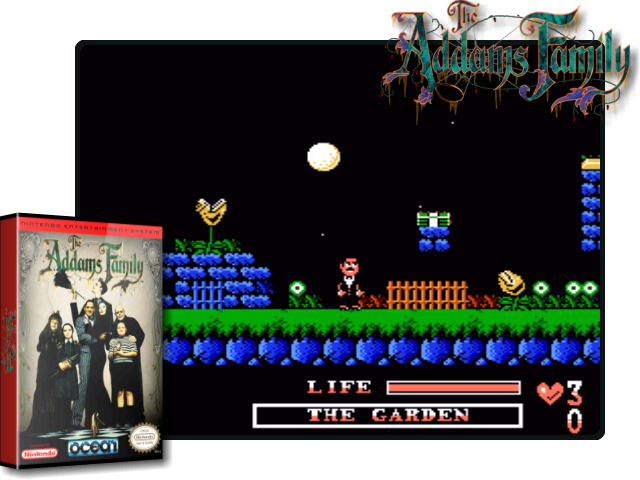 The
Addams Family
NINTENDO ENTERTAINMENT SYSTEM
The
Addams Family
LIFE
3
THE GARDEN
0
Nintendo
ocean